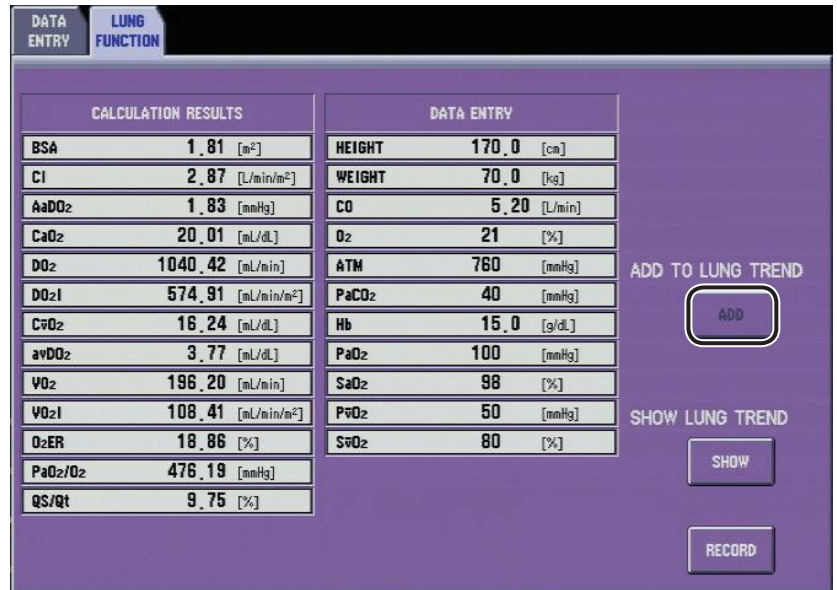 DATA ENTRY
LUNG FUNCTION
CALCULATION RESULTS
BSA 1.81 [m²]
CI 2.87 [L/min/m²]
AaDO₂ 1.83 [mmHg]
CaO₂ 20.01 [mL/dL]
DO₂ 1040.42 [mL/min]
DO₂I 574.91 [mL/min/m²]
Cv̄O₂ 16.24 [mL/dL]
avDO₂ 3.77 [mL/dL]
V̇O₂ 196.20 [mL/min]
V̇O₂I 108.41 [mL/min/m²]
O₂ER 18.86 [%]
PaO₂/O₂ 476.19 [mmHg]
QS/Qt 9.75 [%]
DATA ENTRY
HEIGHT 170.0 [cm]
WEIGHT 70.0 [kg]
CO 5.20 [L/min]
O₂ 21 [%]
ATM 760 [mmHg]
PaCO₂ 40 [mmHg]
Hb 15.0 [g/dL]
PaO₂ 100 [mmHg]
SaO₂ 98 [%]
Pv̄O₂ 50 [mmHg]
Sv̄O₂ 80 [%]
ADD TO LUNG TREND
ADD
SHOW LUNG TREND
SHOW
RECORD